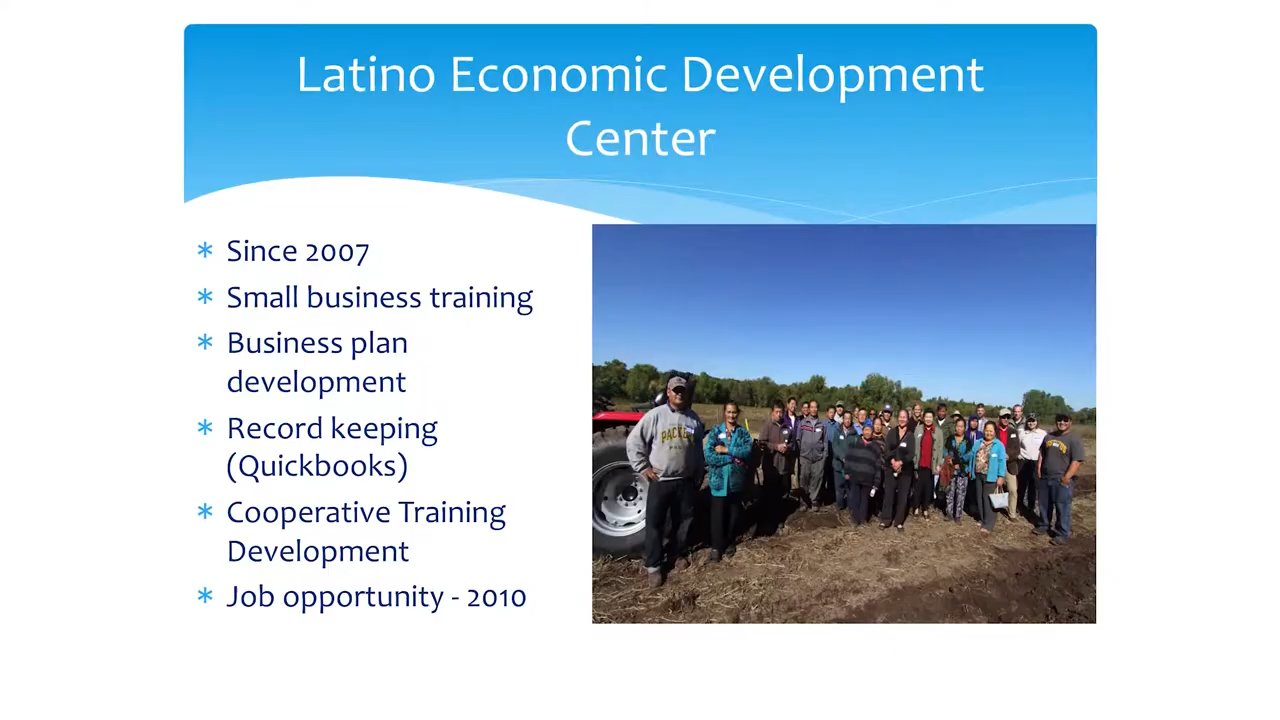 Latino Economic Development
Center
* Since 2007
* Small business training
* Business plan
development
* Record keeping
(Quickbooks)
* Cooperative Training
Development
* Job opportunity - 2010
PACKERS